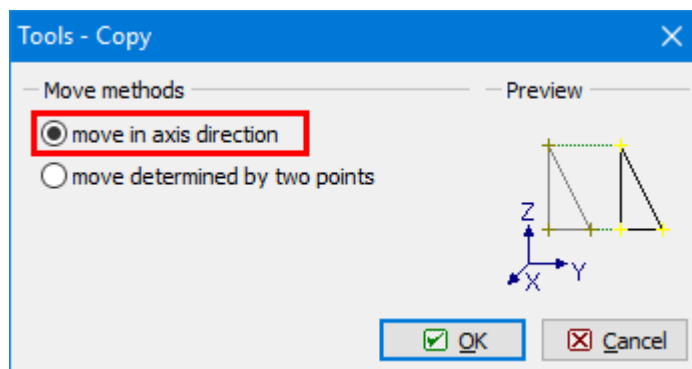 Tools - Copy
Move methods
Preview
move in axis direction
move determined by two points
Z
Y
X
OK
Cancel